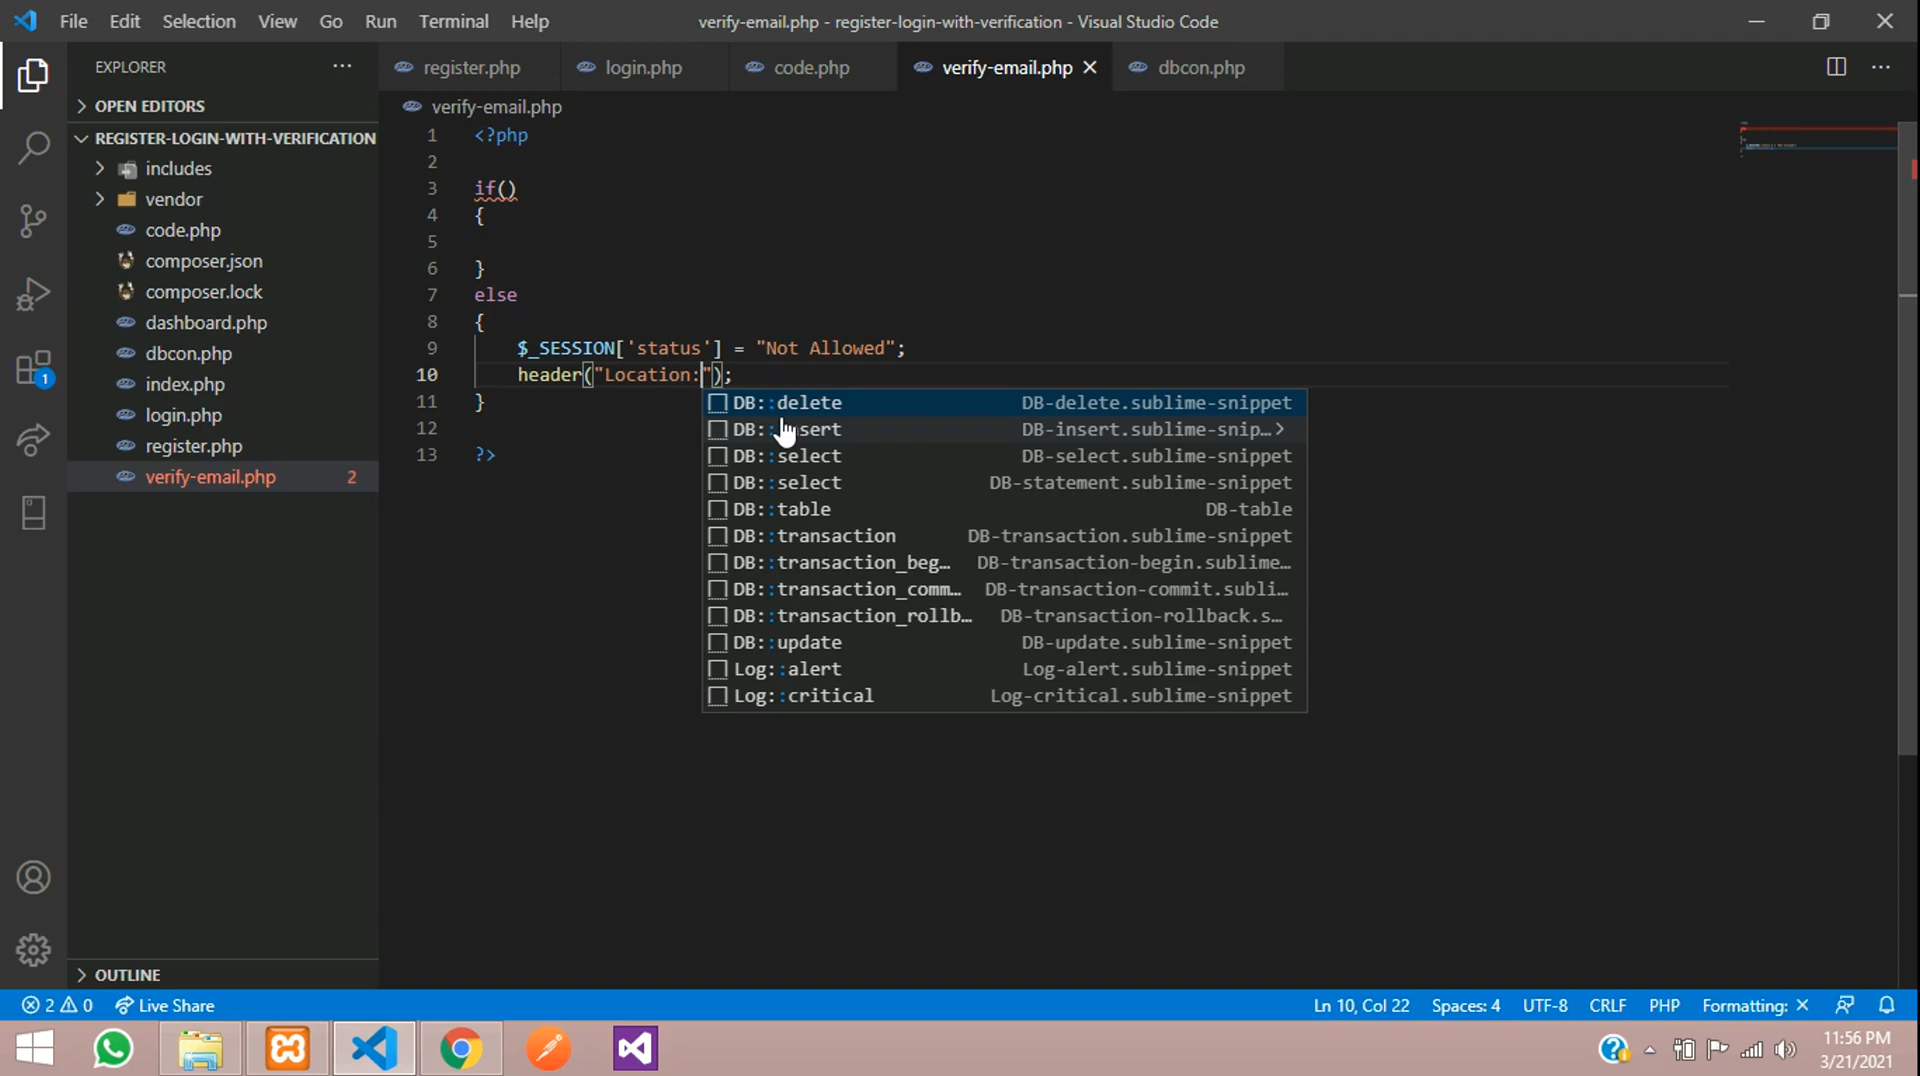 File Edit Selection View Go Run Terminal Help verify-email.php - register-login-with-verification - Visual Studio Code
EXPLORER ... register.php login.php code.php verify-email.php dbcon.php ...
OPEN EDITORS
REGISTER-LOGIN-WITH-VERIFICATION
includes
vendor
code.php
composer.json
composer.lock
dashboard.php
dbcon.php
index.php
login.php
register.php
verify-email.php 2
OUTLINE
verify-email.php
1 <?php
2
3 if()
4 {
5
6 }
7 else
8 {
9 $_SESSION['status'] = "Not Allowed";
10 header("Location:");
11 }
12
13 ?>
DB::delete DB-delete.sublime-snippet
DB::insert DB-insert.sublime-snip…
DB::select DB-select.sublime-snippet
DB::select DB-statement.sublime-snippet
DB::table DB-table
DB::transaction DB-transaction.sublime-snippet
DB::transaction_beg… DB-transaction-begin.sublime…
DB::transaction_comm… DB-transaction-commit.subli…
DB::transaction_rollb… DB-transaction-rollback.s…
DB::update DB-update.sublime-snippet
Log::alert Log-alert.sublime-snippet
Log::critical Log-critical.sublime-snippet
1
2 0 Live Share Ln 10, Col 22 Spaces: 4 UTF-8 CRLF PHP Formatting: ×
11:56 PM
3/21/2021